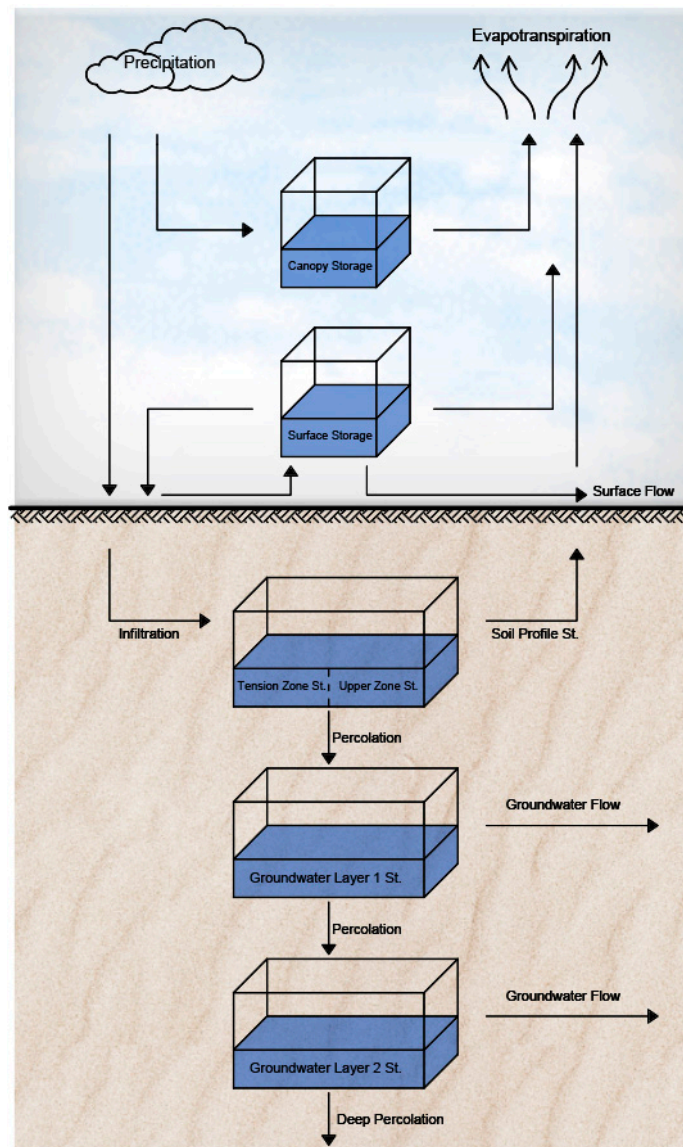 Precipitation
Evapotranspiration
Canopy Storage
Surface Storage
Surface Flow
Infiltration
Soil Profile St.
Tension Zone St.
Upper Zone St.
Percolation
Groundwater Flow
Groundwater Layer 1 St.
Percolation
Groundwater Flow
Groundwater Layer 2 St.
Deep Percolation